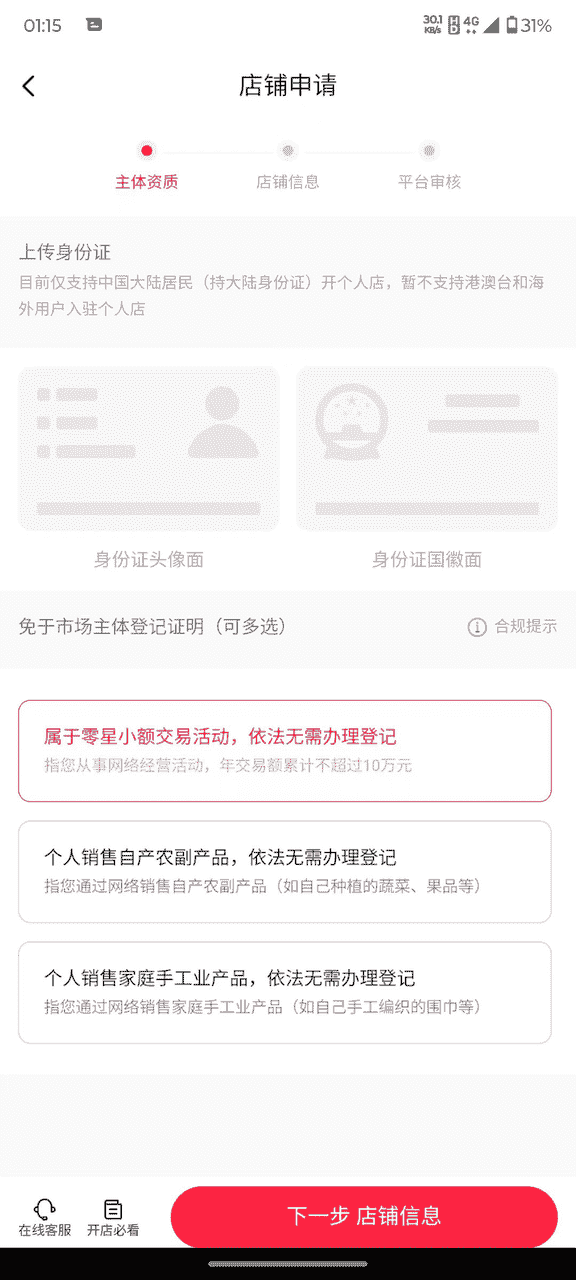 01:15
30.1 KB/s HD 4G 31%
店铺申请
主体资质 店铺信息 平台审核
上传身份证
目前仅支持中国大陆居民（持大陆身份证）开个人店，暂不支持港澳台和海
外用户入驻个人店
身份证头像面 身份证国徽面
免于市场主体登记证明（可多选） 合规提示
属于零星小额交易活动，依法无需办理登记
指您从事网络经营活动，年交易额累计不超过10万元
个人销售自产农副产品，依法无需办理登记
指您通过网络销售自产农副产品（如自己种植的蔬菜、果品等）
个人销售家庭手工业产品，依法无需办理登记
指您通过网络销售家庭手工业产品（如自己手工编织的围巾等）
在线客服 开店必看 下一步 店铺信息